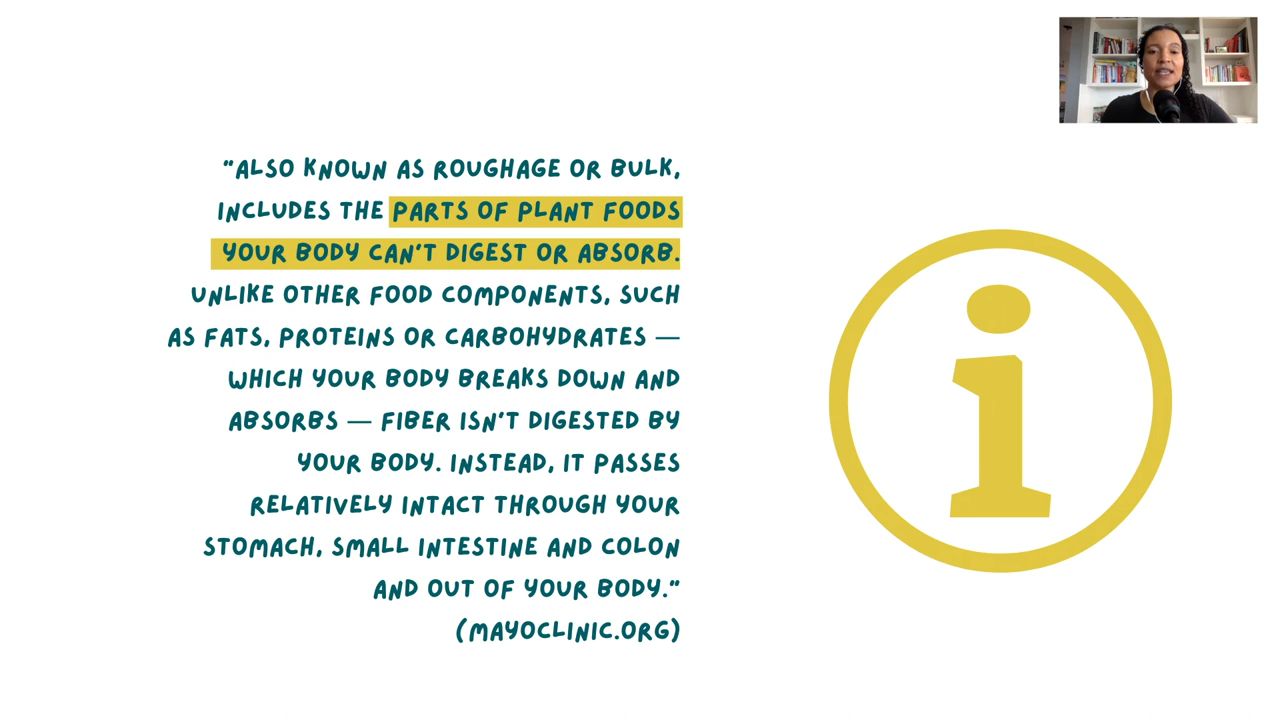 "ALSO KNOWN AS ROUGHAGE OR BULK,
INCLUDES THE PARTS OF PLANT FOODS
YOUR BODY CAN'T DIGEST OR ABSORB.
UNLIKE OTHER FOOD COMPONENTS, SUCH
AS FATS, PROTEINS OR CARBOHYDRATES —
WHICH YOUR BODY BREAKS DOWN AND
ABSORBS — FIBER ISN'T DIGESTED BY
YOUR BODY. INSTEAD, IT PASSES
RELATIVELY INTACT THROUGH YOUR
STOMACH, SMALL INTESTINE AND COLON
AND OUT OF YOUR BODY."
(MAYOCLINIC.ORG)
i